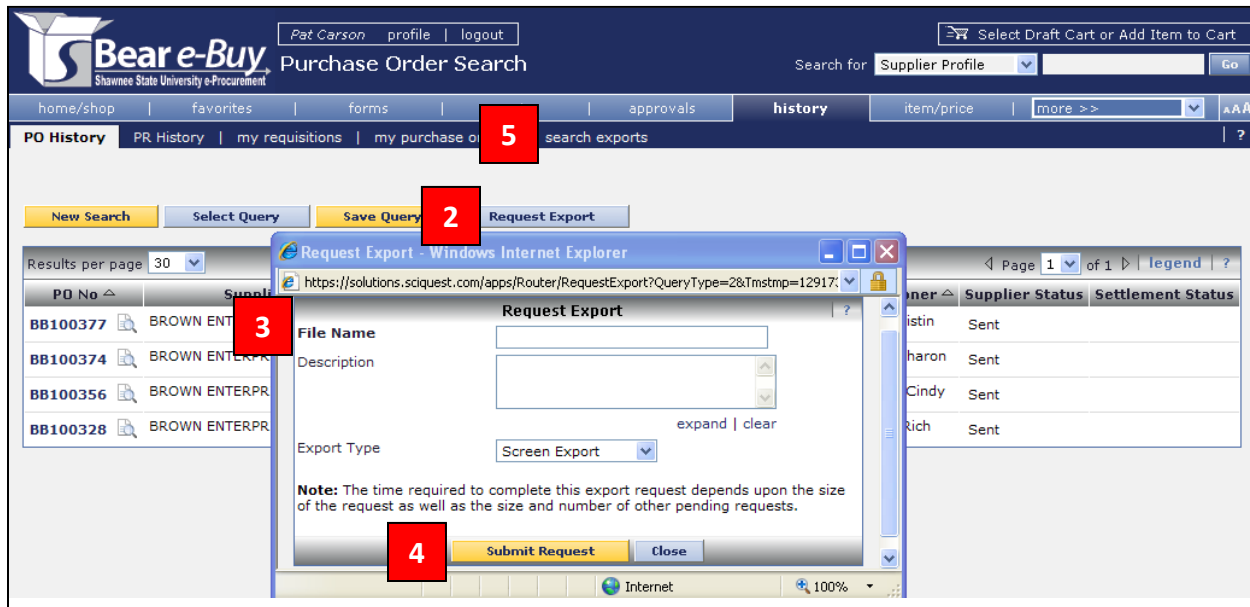 Pat Carson profile | logout
Select Draft Cart or Add Item to Cart
Bear e-Buy
Shawnee State University e-Procurement
Purchase Order Search
Search for Supplier Profile Go
home/shop | favorites | forms | | approvals history item/price | more >> AAA
PO History PR History | my requisitions | my purchase o 5 search exports | ?
New Search Select Query Save Query 2 Request Export
Request Export - Windows Internet Explorer
Results per page 30
Page 1 of 1 | legend | ?
https://solutions.sciquest.com/apps/Router/RequestExport?QueryType=2&Tmstmp=12917
PO No Suppli
oner Supplier Status Settlement Status
Request Export | ?
3
BB100377 BROWN ENT
istin Sent
File Name
BB100374 BROWN ENTERPR
haron Sent
Description
BB100356 BROWN ENTERPR
Cindy Sent
BB100328 BROWN ENTERPR
Rich Sent
expand | clear
Export Type Screen Export
Note: The time required to complete this export request depends upon the size
of the request as well as the size and number of other pending requests.
4 Submit Request Close
Internet 100%